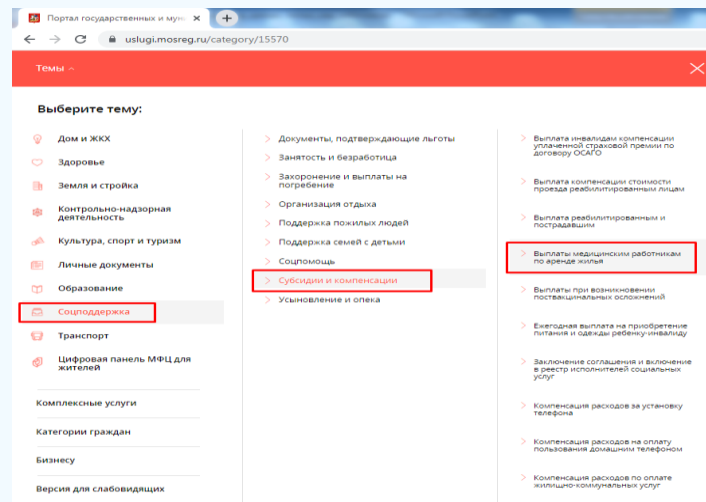 Портал государственных и муни
uslugi.mosreg.ru/category/15570
Темы
Выберите тему:
Дом и ЖКХ
Здоровье
Земля и стройка
Контрольно-надзорная
деятельность
Культура, спорт и туризм
Личные документы
Образование
Соцподдержка
Транспорт
Цифровая панель МФЦ для
жителей
Комплексные услуги
Категории граждан
Бизнесу
Версия для слабовидящих
Документы, подтверждающие льготы
Занятость и безработица
Захоронение и выплаты на
погребение
Организация отдыха
Поддержка пожилых людей
Поддержка семей с детьми
Соцпомощь
Субсидии и компенсации
Усыновление и опека
Выплата инвалидам компенсации
уплаченной страховой премии по
договору ОСАГО
Выплата компенсации стоимости
проезда реабилитированным лицам
Выплата реабилитированным и
пострадавшим
Выплаты медицинским работникам
по аренде жилья
Выплаты при возникновении
поствакцинальных осложнений
Ежегодная выплата на приобретение
питания и одежды ребенку-инвалиду
Заключение соглашения и включение
в реестр исполнителей социальных
услуг
Компенсация расходов за установку
телефона
Компенсация расходов на оплату
пользования домашним телефоном
Компенсация расходов по оплате
жилищно-коммунальных услуг